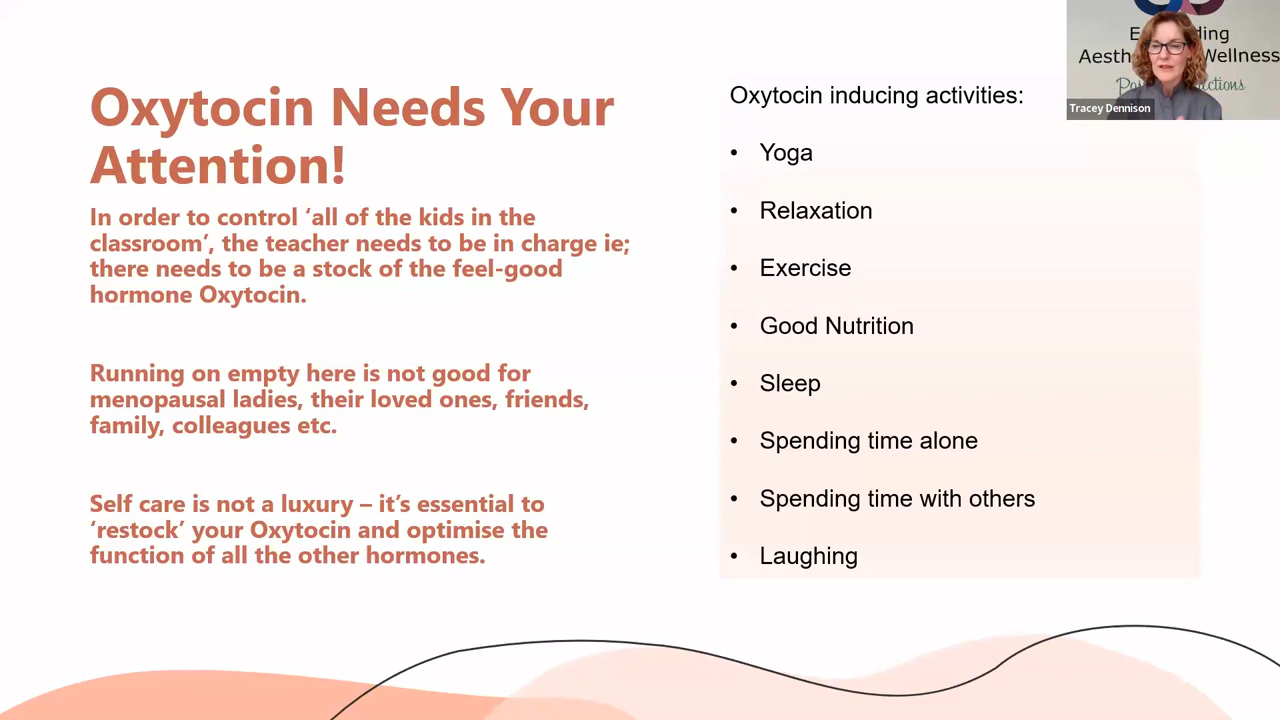 Oxytocin Needs Your
Attention!
In order to control ‘all of the kids in the
classroom’, the teacher needs to be in charge ie;
there needs to be a stock of the feel-good
hormone Oxytocin.
Running on empty here is not good for
menopausal ladies, their loved ones, friends,
family, colleagues etc.
Self care is not a luxury – it’s essential to
‘restock’ your Oxytocin and optimise the
function of all the other hormones.
Oxytocin inducing activities:
• Yoga
• Relaxation
• Exercise
• Good Nutrition
• Sleep
• Spending time alone
• Spending time with others
• Laughing
Wellness
Tracey Dennison